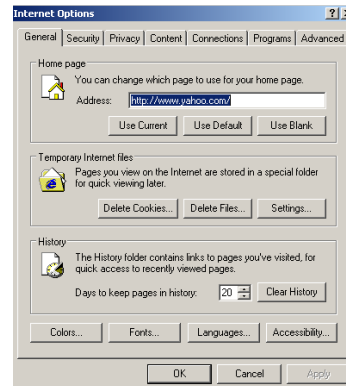 Internet Options
General Security Privacy Content Connections Programs Advanced
Home page
You can change which page to use for your home page.
Address: http://www.yahoo.com/
Use Current Use Default Use Blank
Temporary Internet files
Pages you view on the Internet are stored in a special folder
for quick viewing later.
Delete Cookies... Delete Files... Settings...
History
The History folder contains links to pages you've visited, for
quick access to recently viewed pages.
Days to keep pages in history: 20 Clear History
Colors... Fonts... Languages... Accessibility...
OK Cancel Apply